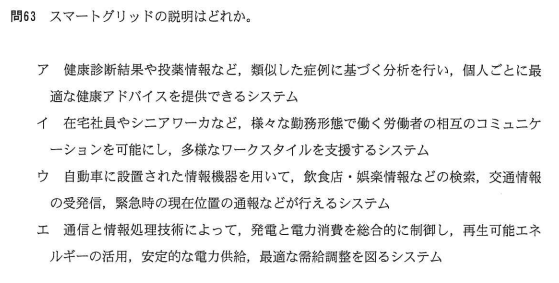 問63 スマートグリッドの説明はどれか。
ア 健康診断結果や投薬情報など，類似した症例に基づく分析を行い，個人ごとに最
適な健康アドバイスを提供できるシステム
イ 在宅社員やシニアワーカなど，様々な勤務形態で働く労働者の相互のコミュニケ
ーションを可能にし，多様なワークスタイルを支援するシステム
ウ 自動車に設置された情報機器を用いて，飲食店・娯楽情報などの検索，交通情報
の受発信，緊急時の現在位置の通報などが行えるシステム
エ 通信と情報処理技術によって，発電と電力消費を総合的に制御し，再生可能エネ
ルギーの活用，安定的な電力供給，最適な需給調整を図るシステム